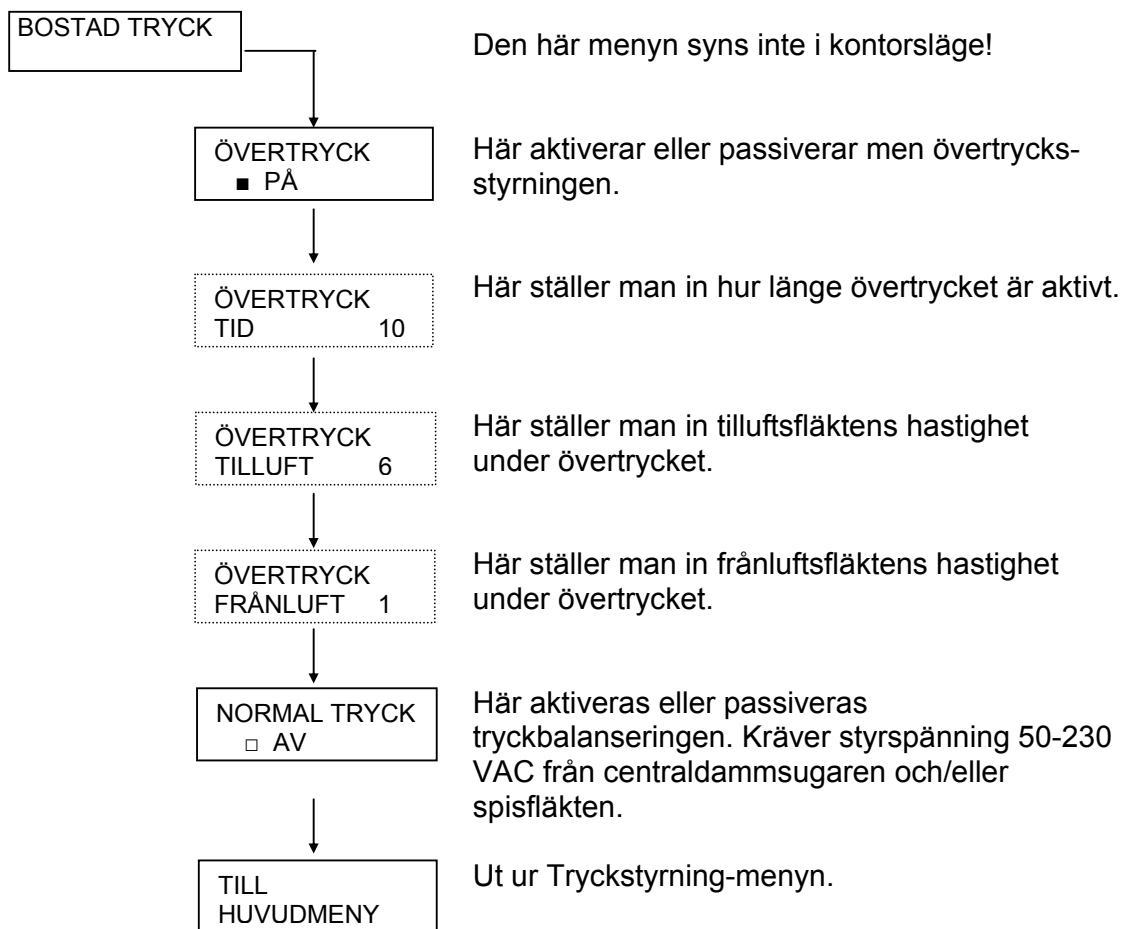 BOSTAD TRYCK
Den här menyn syns inte i kontorsläge!
ÖVERTRYCK
■ PÅ
Här aktiverar eller passiverar men övertrycks-
styrningen.
ÖVERTRYCK
TID 10
Här ställer man in hur länge övertrycket är aktivt.
ÖVERTRYCK
TILLUFT 6
Här ställer man in tilluftsfläktens hastighet
under övertrycket.
ÖVERTRYCK
FRÅNLUFT 1
Här ställer man in frånluftsfläktens hastighet
under övertrycket.
NORMAL TRYCK
□ AV
Här aktiveras eller passiveras
tryckbalanseringen. Kräver styrspänning 50-230
VAC från centraldammsugaren och/eller
spisfläkten.
TILL
HUVUDMENY
Ut ur Tryckstyrning-menyn.